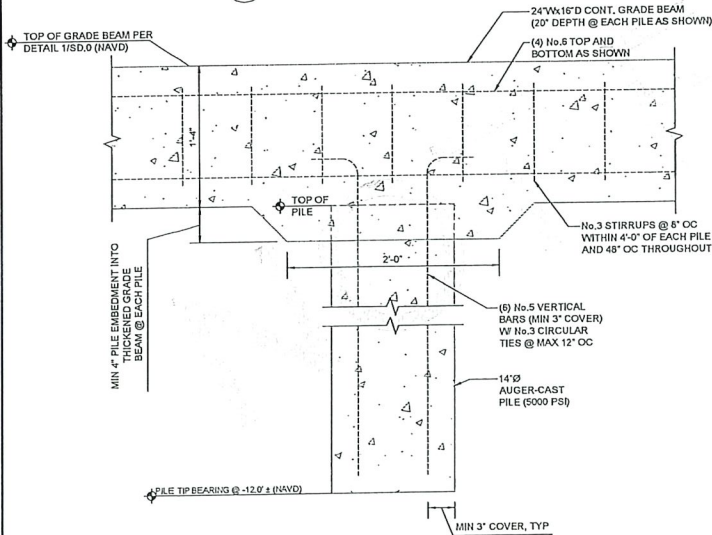 24"Wx16"D CONT. GRADE BEAM
(20" DEPTH @ EACH PILE AS SHOWN)
TOP OF GRADE BEAM PER
DETAIL 1/SD.0 (NAVD)
(4) No.6 TOP AND
BOTTOM AS SHOWN
1'-4"
TOP OF
PILE
No.3 STIRRUPS @ 8" OC
WITHIN 4'-0" OF EACH PILE
AND 48" OC THROUGHOUT
2'-0"
MIN 4" PILE EMBEDMENT INTO
THICKENED GRADE
BEAM @ EACH PILE
(6) No.5 VERTICAL
BARS (MIN 3" COVER)
W/ No.3 CIRCULAR
TIES @ MAX 12" OC
14"Ø
AUGER-CAST
PILE (5000 PSI)
PILE TIP BEARING @ -12.0' ± (NAVD)
MIN 3" COVER, TYP